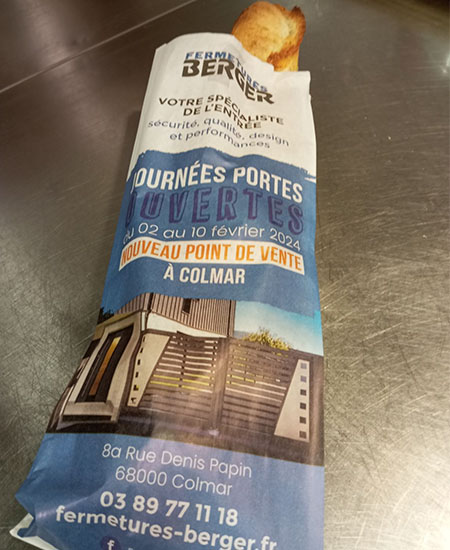 FERMETURES
BERGER
VOTRE SPÉCIALISTE
DE L'ENTRÉE
sécurité, qualité, design
et performances
JOURNÉES PORTES
OUVERTES
du 02 au 10 février 2024
NOUVEAU POINT DE VENTE
À COLMAR
8a Rue Denis Papin
68000 Colmar
03 89 77 11 18
fermetures-berger.fr